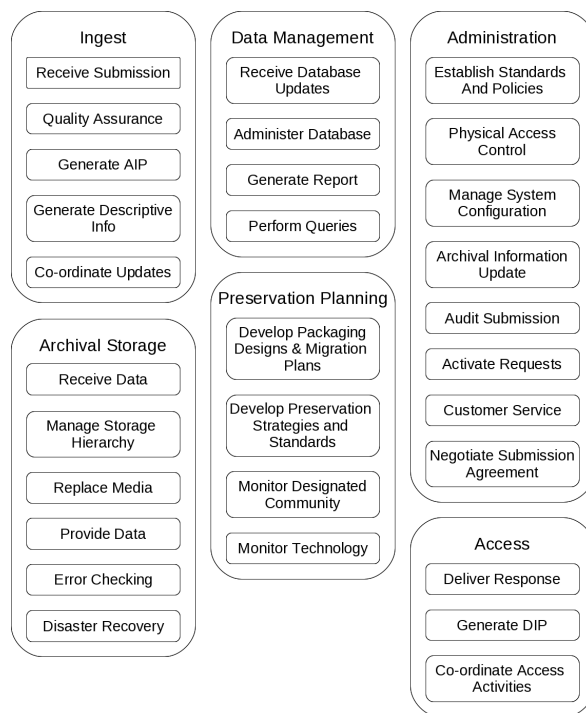 Ingest
Receive Submission
Quality Assurance
Generate AIP
Generate Descriptive
Info
Co-ordinate Updates
Archival Storage
Receive Data
Manage Storage
Hierarchy
Replace Media
Provide Data
Error Checking
Disaster Recovery
Data Management
Receive Database
Updates
Administer Database
Generate Report
Perform Queries
Preservation Planning
Develop Packaging
Designs & Migration
Plans
Develop Preservation
Strategies and
Standards
Monitor Designated
Community
Monitor Technology
Administration
Establish Standards
And Policies
Physical Access
Control
Manage System
Configuration
Archival Information
Update
Audit Submission
Activate Requests
Customer Service
Negotiate Submission
Agreement
Access
Deliver Response
Generate DIP
Co-ordinate Access
Activities